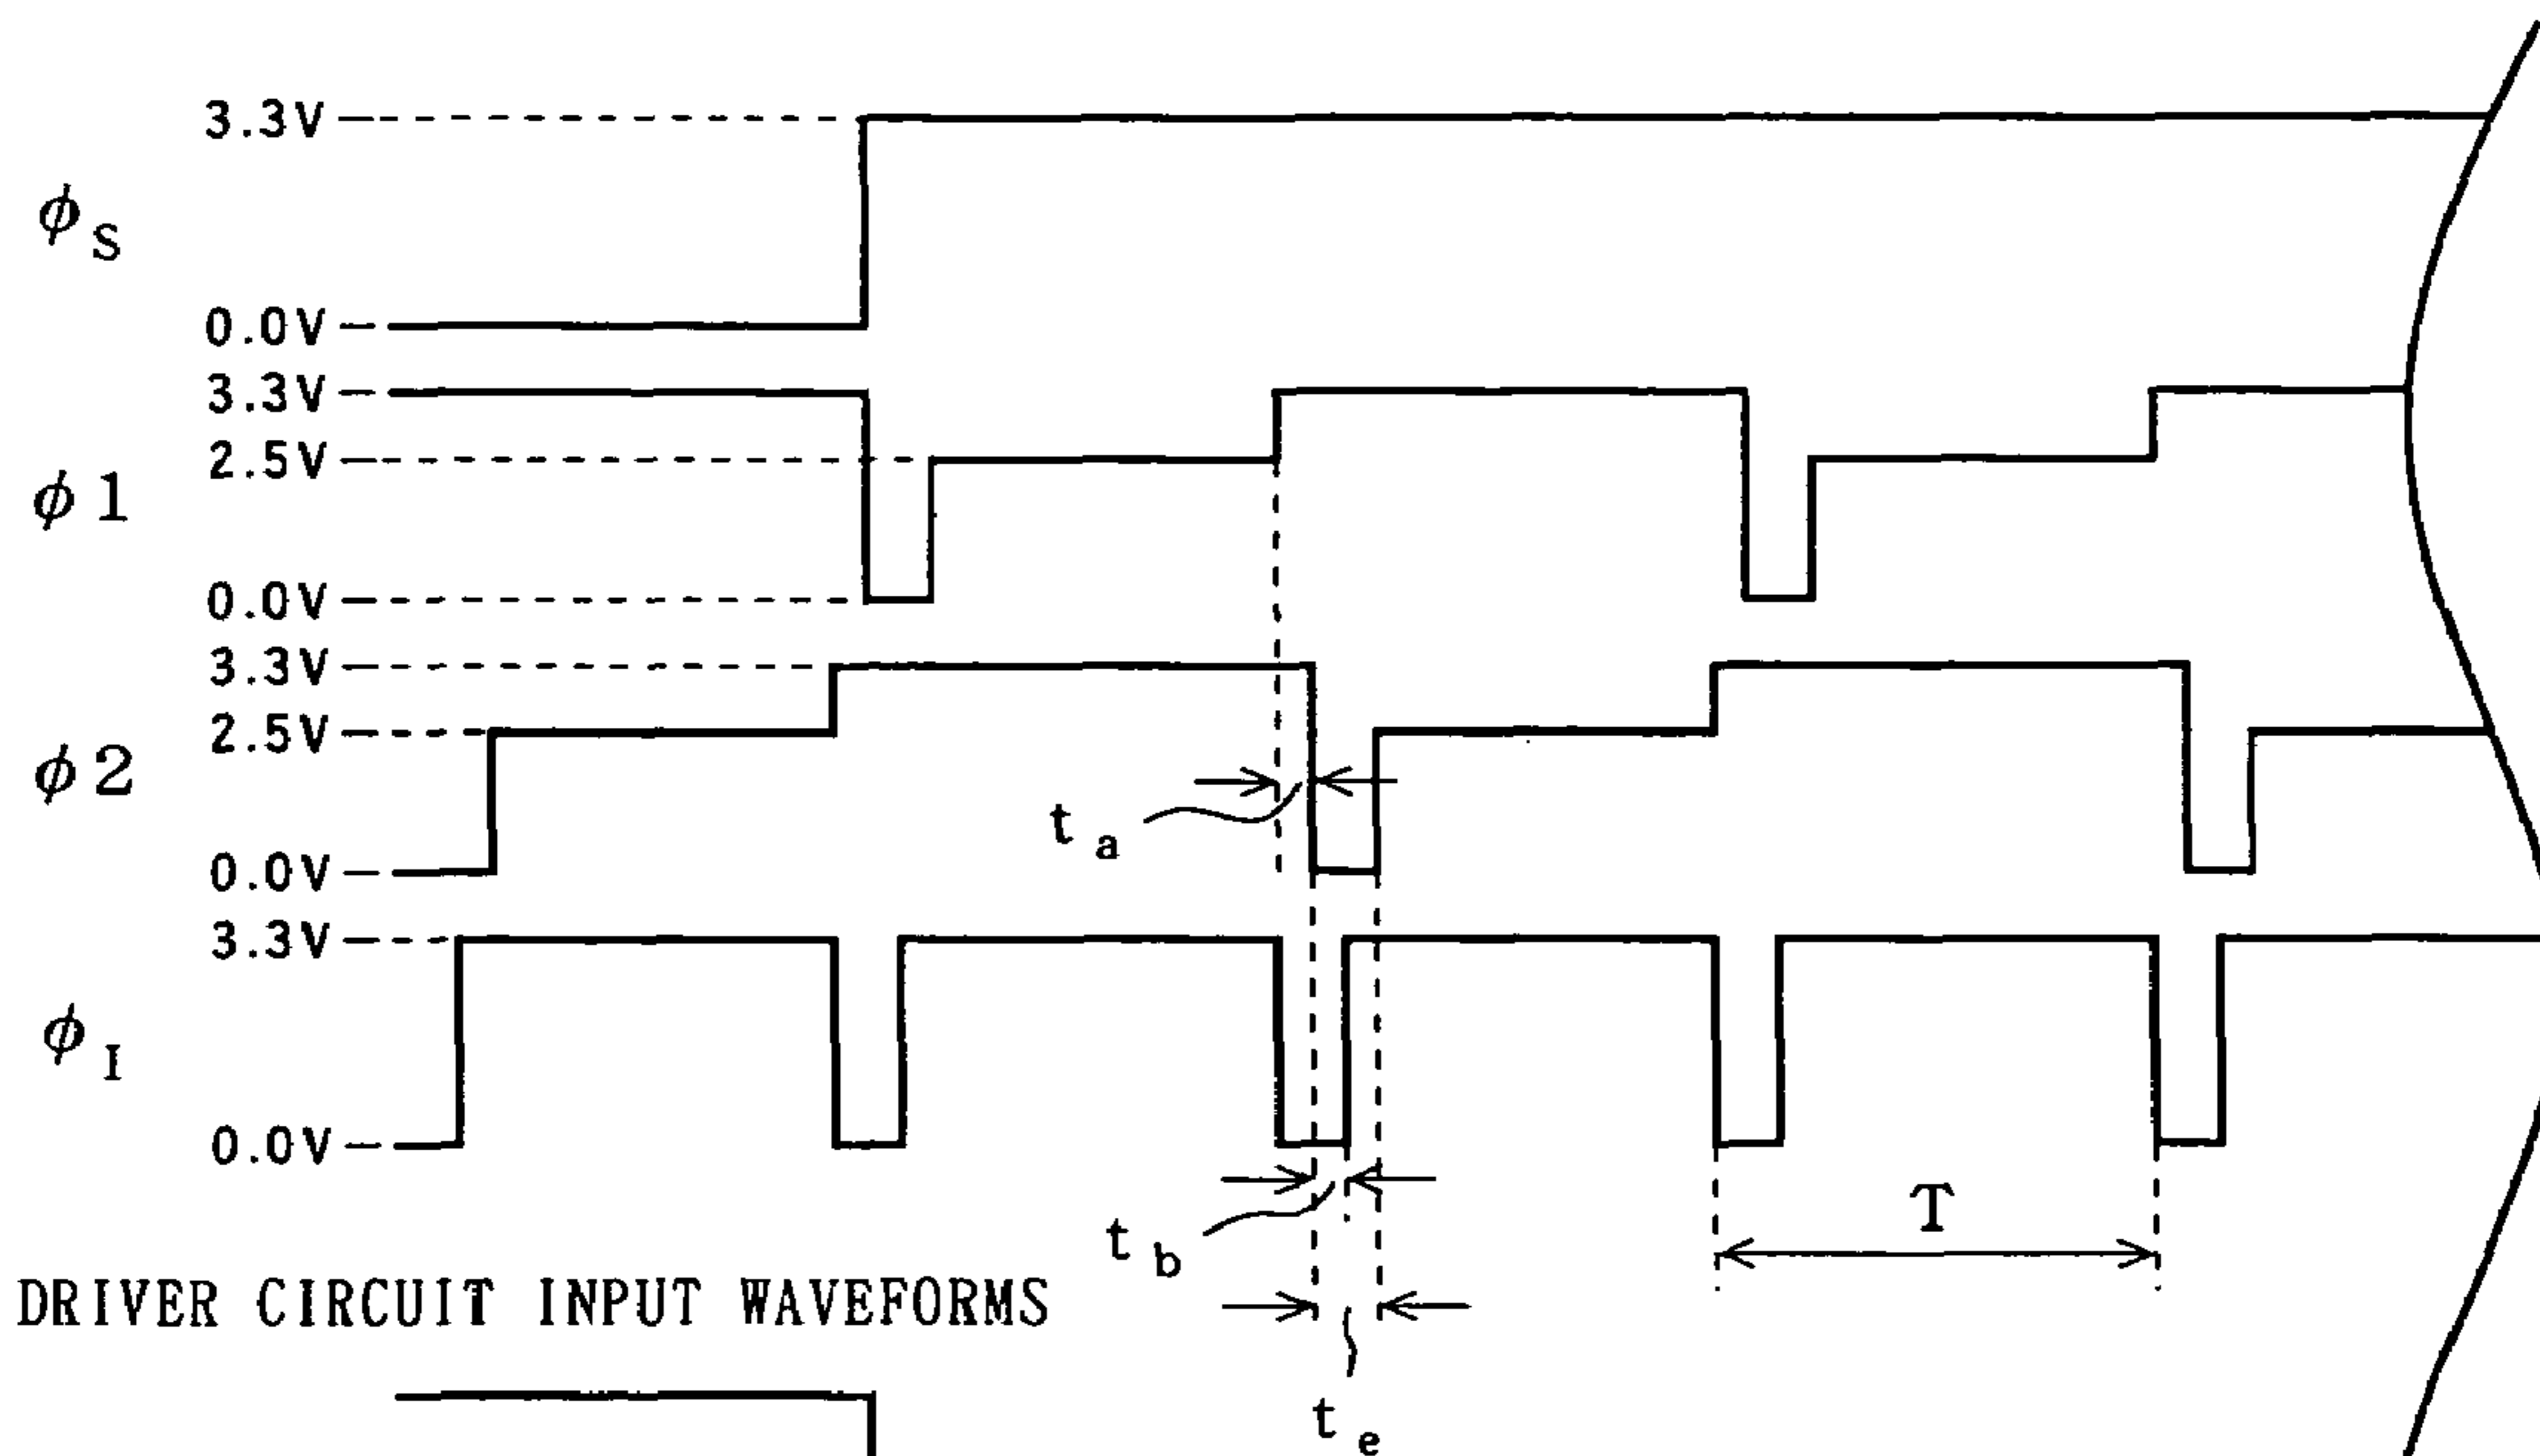 3.3V
ϕS
0.0V
3.3V
2.5V
ϕ1
0.0V
3.3V
2.5V
ϕ2
ta
0.0V
3.3V
ϕI
0.0V
T
tb
DRIVER CIRCUIT INPUT WAVEFORMS
te